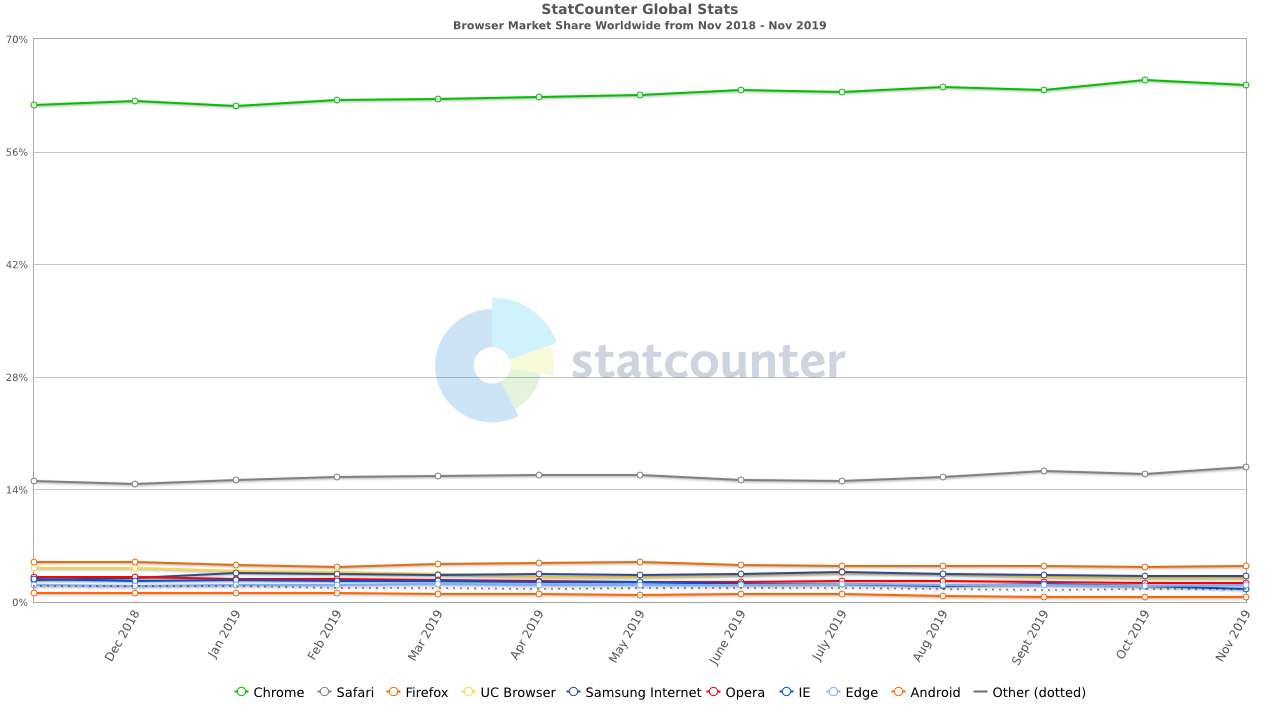 StatCounter Global Stats
Browser Market Share Worldwide from Nov 2018 - Nov 2019
70%
56%
42%
28%
14%
0%
statcounter
Dec 2018
Jan 2019
Feb 2019
Mar 2019
Apr 2019
May 2019
June 2019
July 2019
Aug 2019
Sept 2019
Oct 2019
Nov 2019
Chrome Safari Firefox UC Browser Samsung Internet Opera IE Edge Android Other (dotted)